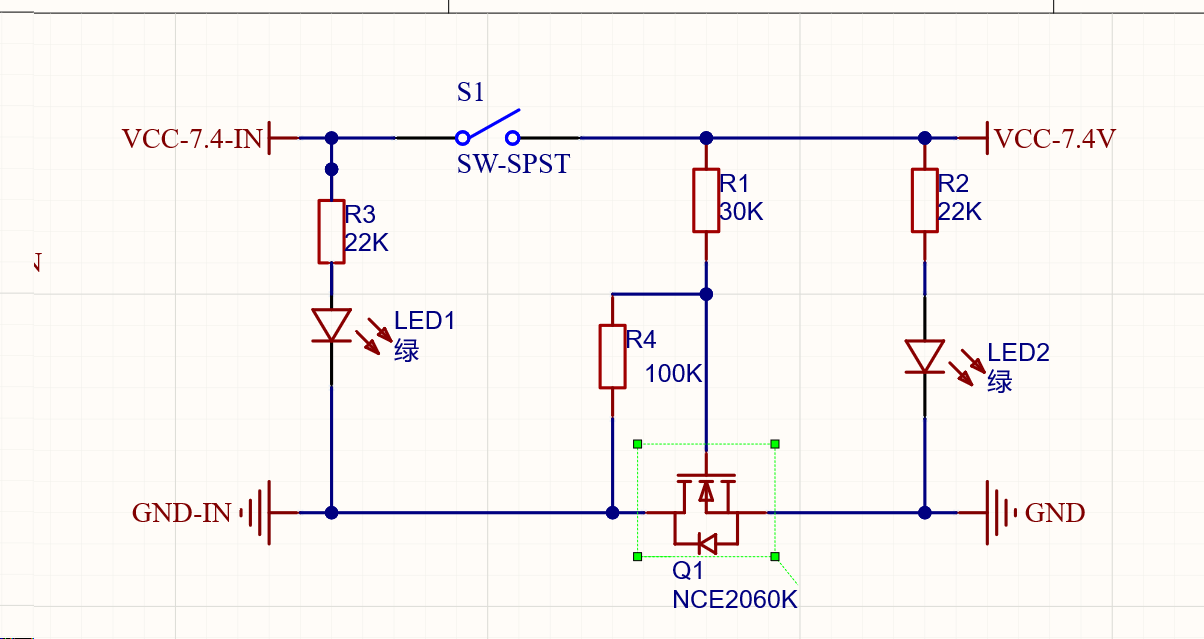 S1
VCC-7.4-IN
VCC-7.4V
SW-SPST
R1
30K
R2
22K
R3
22K
N
LED1
绿
R4
100K
LED2
绿
GND-IN
GND
Q1
NCE2060K